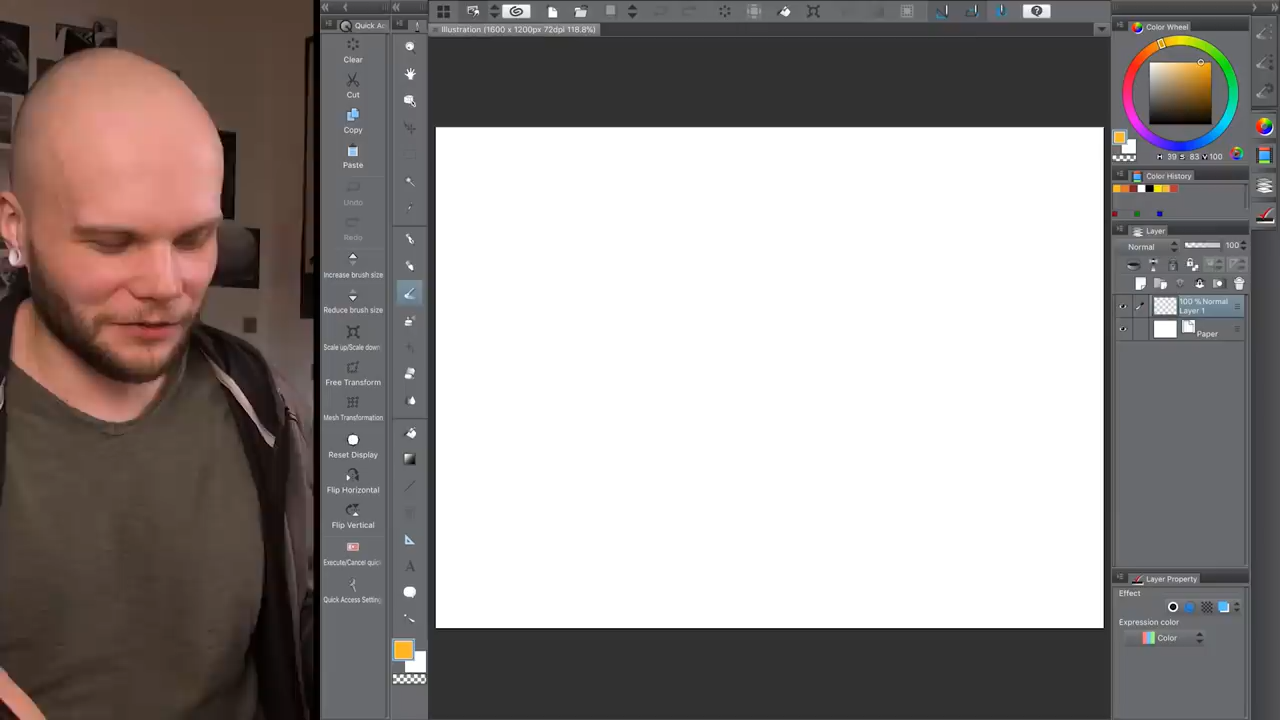 Quick Ac
Illustration (1600 x 1200px 72dpi 118.8%)
Color Wheel
Clear
Cut
Copy
Paste
Undo
Redo
Increase brush size
Reduce brush size
Scale up/Scale down
Free Transform
Mesh Transformation
Reset Display
Flip Horizontal
Flip Vertical
Execute/Cancel quic
Quick Access Setting
A
?
H 39 S 83 V 100
Color History
Layer
Normal 100
100 % Normal
Layer 1
Paper
Layer Property
Effect
Expression color
Color